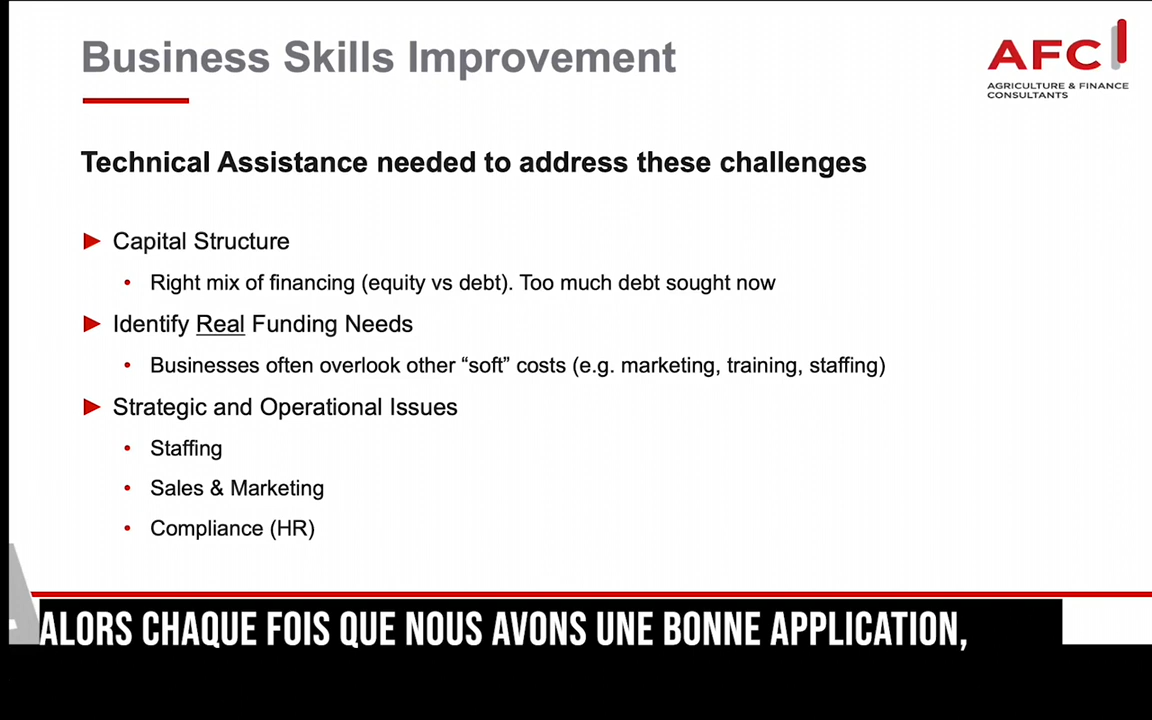 Business Skills Improvement
AFC
AGRICULTURE & FINANCE
CONSULTANTS
Technical Assistance needed to address these challenges
Capital Structure
Right mix of financing (equity vs debt). Too much debt sought now
Identify Real Funding Needs
Businesses often overlook other “soft” costs (e.g. marketing, training, staffing)
Strategic and Operational Issues
Staffing
Sales & Marketing
Compliance (HR)
ALORS CHAQUE FOIS QUE NOUS AVONS UNE BONNE APPLICATION,